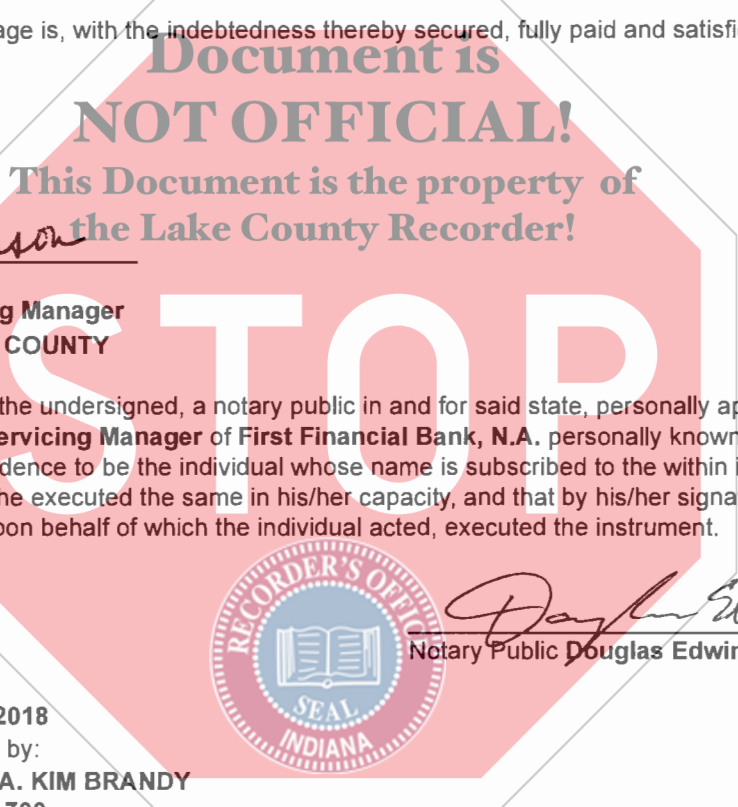 age is, with the indebtedness thereby secured, fully paid and satisfi
Document is
NOT OFFICIAL!
This Document is the property of
the Lake County Recorder!
son
g Manager
COUNTY
STOP
the undersigned, a notary public in and for said state, personally ap
ervicing Manager of First Financial Bank, N.A. personally known
dence to be the individual whose name is subscribed to the within i
he executed the same in his/her capacity, and that by his/her signa
pon behalf of which the individual acted, executed the instrument.
RECORDER'S OFFICE
SEAL
INDIANA
Notary Public Douglas Edwin
2018
by:
A. KIM BRANDY